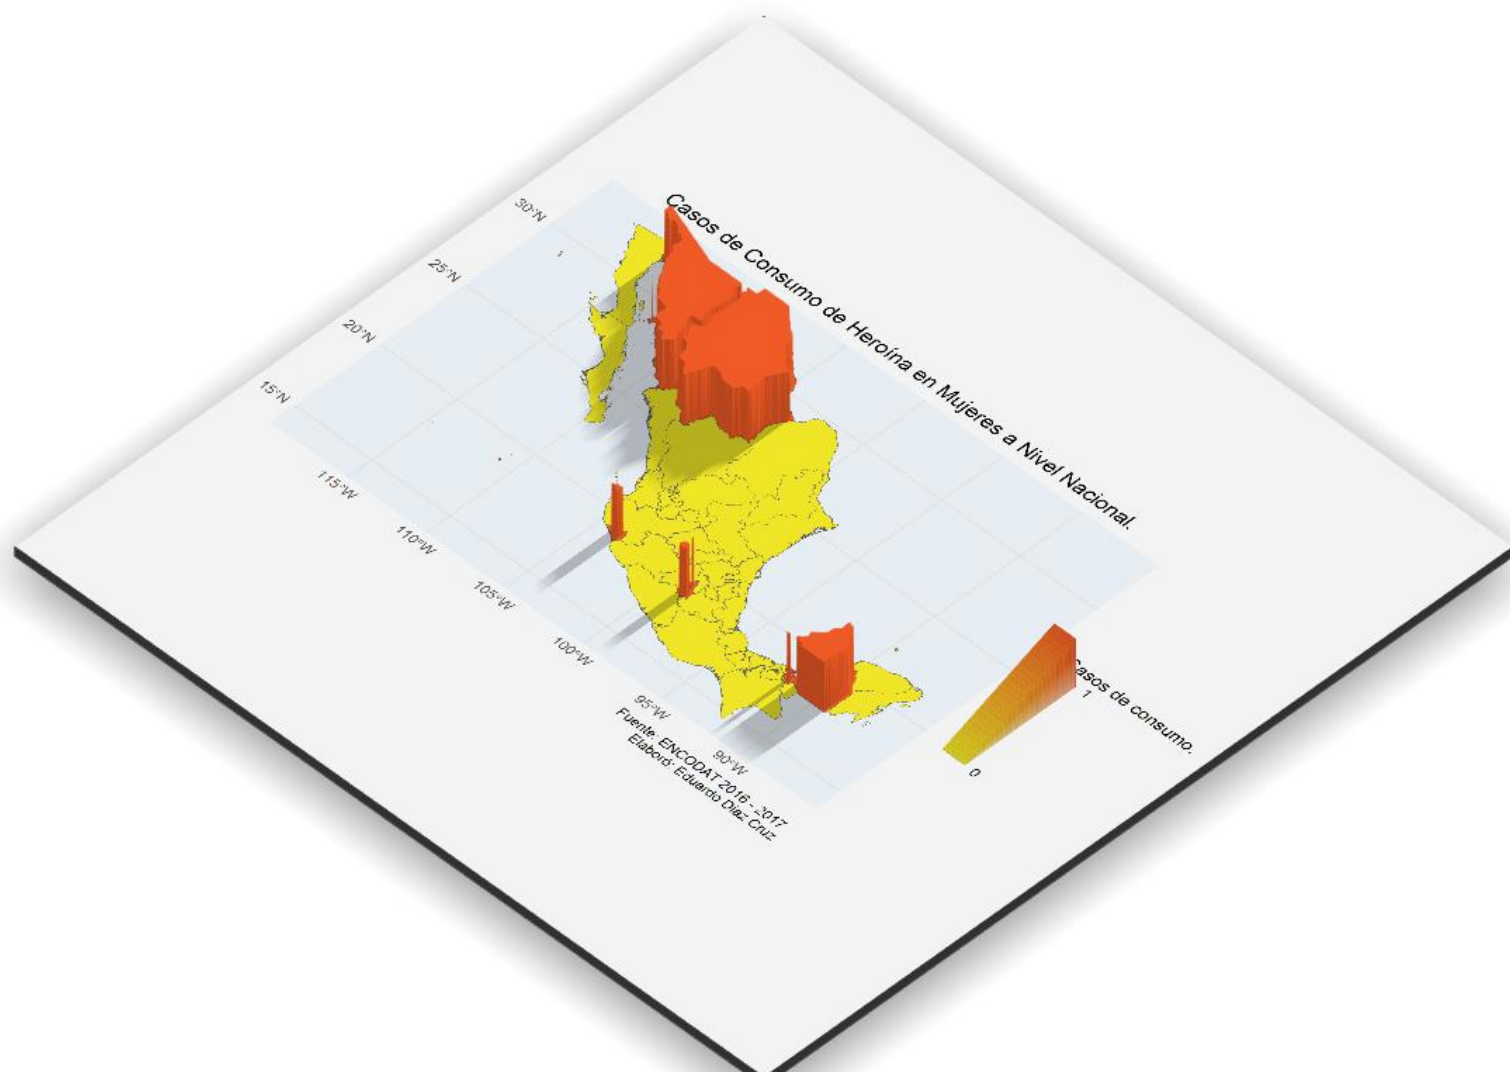 Casos de Consumo de Heroína en Mujeres a Nivel Nacional.
30°N
25°N
20°N
15°N
115°W
110°W
105°W
100°W
95°W
90°W
Casos de consumo.
1
0
Fuente: ENCODAT 2016 - 2017
Elaboró: Eduardo Díaz Cruz